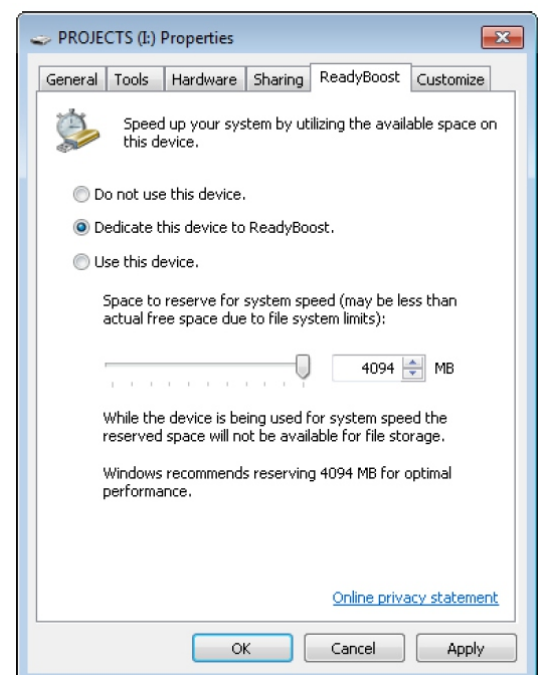 PROJECTS (I:) Properties
General Tools Hardware Sharing ReadyBoost Customize
Speed up your system by utilizing the available space on
this device.
Do not use this device.
Dedicate this device to ReadyBoost.
Use this device.
Space to reserve for system speed (may be less than
actual free space due to file system limits):
4094 MB
While the device is being used for system speed the
reserved space will not be available for file storage.
Windows recommends reserving 4094 MB for optimal
performance.
Online privacy statement
OK Cancel Apply